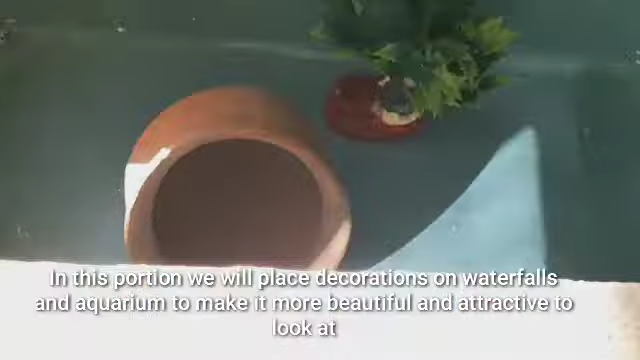 In this portion we will place decorations on waterfalls
and aquarium to make it more beautiful and attractive to
look at